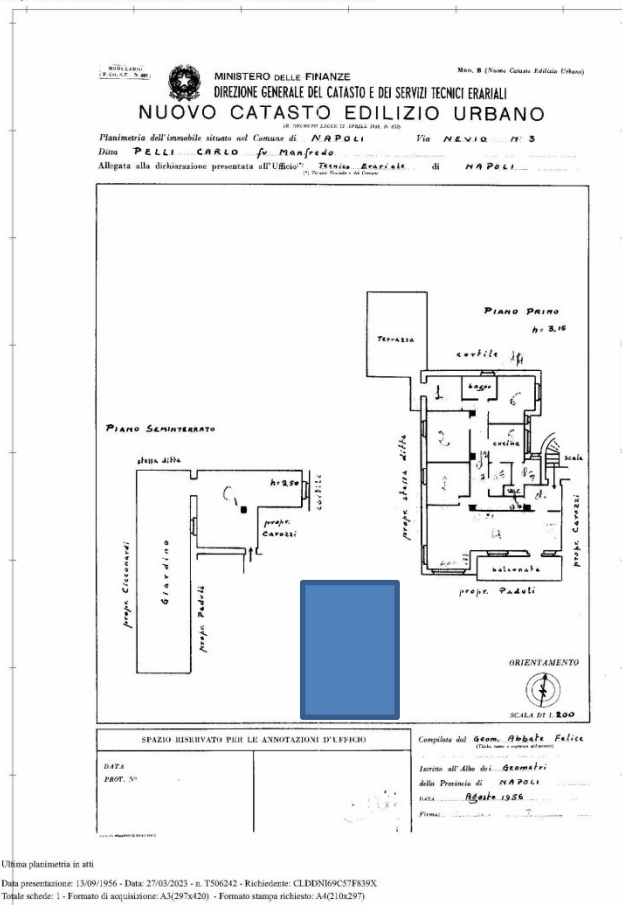 MODULARIO
MINISTERO DELLE FINANZE
DIREZIONE GENERALE DEL CATASTO E DEI SERVIZI TECNICI ERARIALI
Mod. B (Nuovo Catasto Edilizio Urbano)
NUOVO CATASTO EDILIZIO URBANO
Planimetria dell'immobile situato nel Comune di NAPOLI Via NEVIO N° 3
Ditta PELLI CARLO fu Manfredo
Allegata alla dichiarazione presentata all'Ufficio Tecnico Erariale di NAPOLI
PIANO PRIMO
h= 3,15
Terrazza
cortile
bagno
cucina
scala
w.c.
propr. stessa ditta
propr. Carozzi
balconata
propr. Paduli
PIANO SEMINTERRATO
stessa ditta
h=2,50
cortile
propr. Carozzi
propr. Cicconardi
Giardino
propr. Paduli
ORIENTAMENTO
SCALA DI 1:200
SPAZIO RISERVATO PER LE ANNOTAZIONI D'UFFICIO
DATA
PROT. N°
Compilata dal Geom. Abbate Felice
(Titolo, nome e cognome del tecnico)
Iscritto all'Albo dei Geometri
della Provincia di NAPOLI
DATA Agosto 1956
Firma:
Ultima planimetria in atti
Data presentazione: 13/09/1956 - Data: 27/03/2023 - n. T506242 - Richiedente: CLDDNI69C57F839X
Totale schede: 1 - Formato di acquisizione: A3(297x420) - Formato stampa richiesto: A4(210x297)